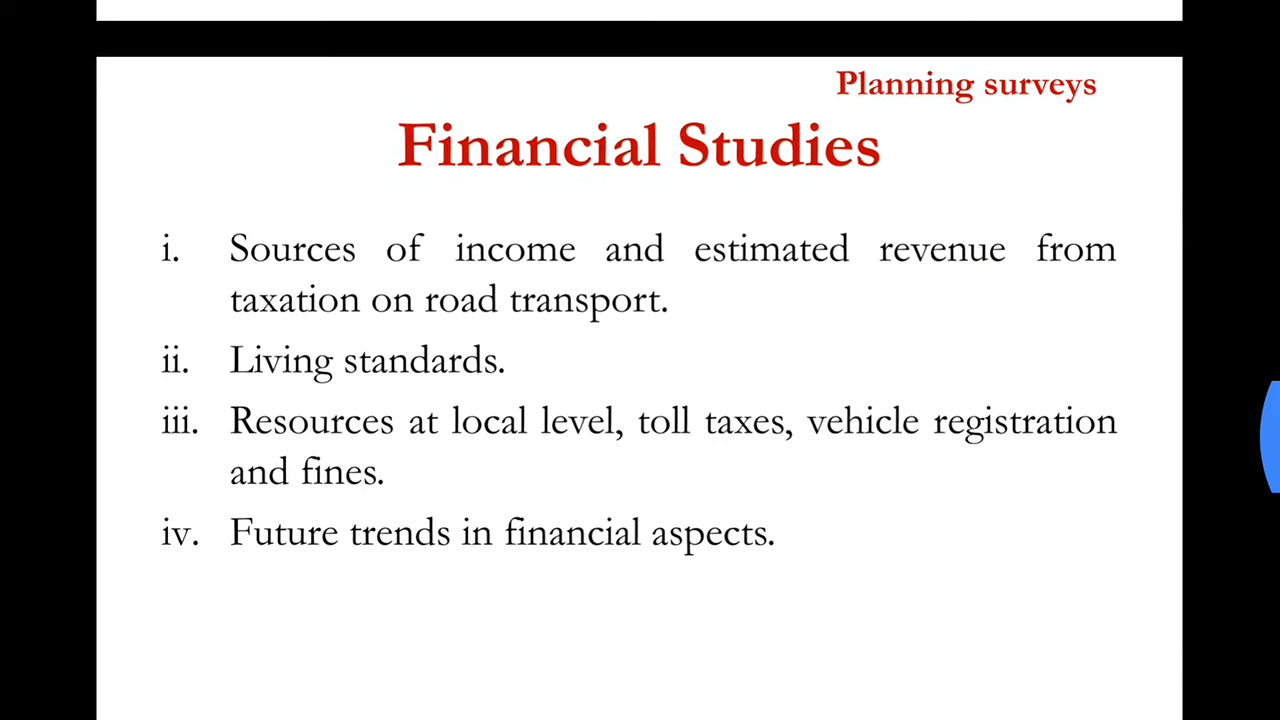 Planning surveys
Financial Studies
i. Sources of income and estimated revenue from
taxation on road transport.
ii. Living standards.
iii. Resources at local level, toll taxes, vehicle registration
and fines.
iv. Future trends in financial aspects.